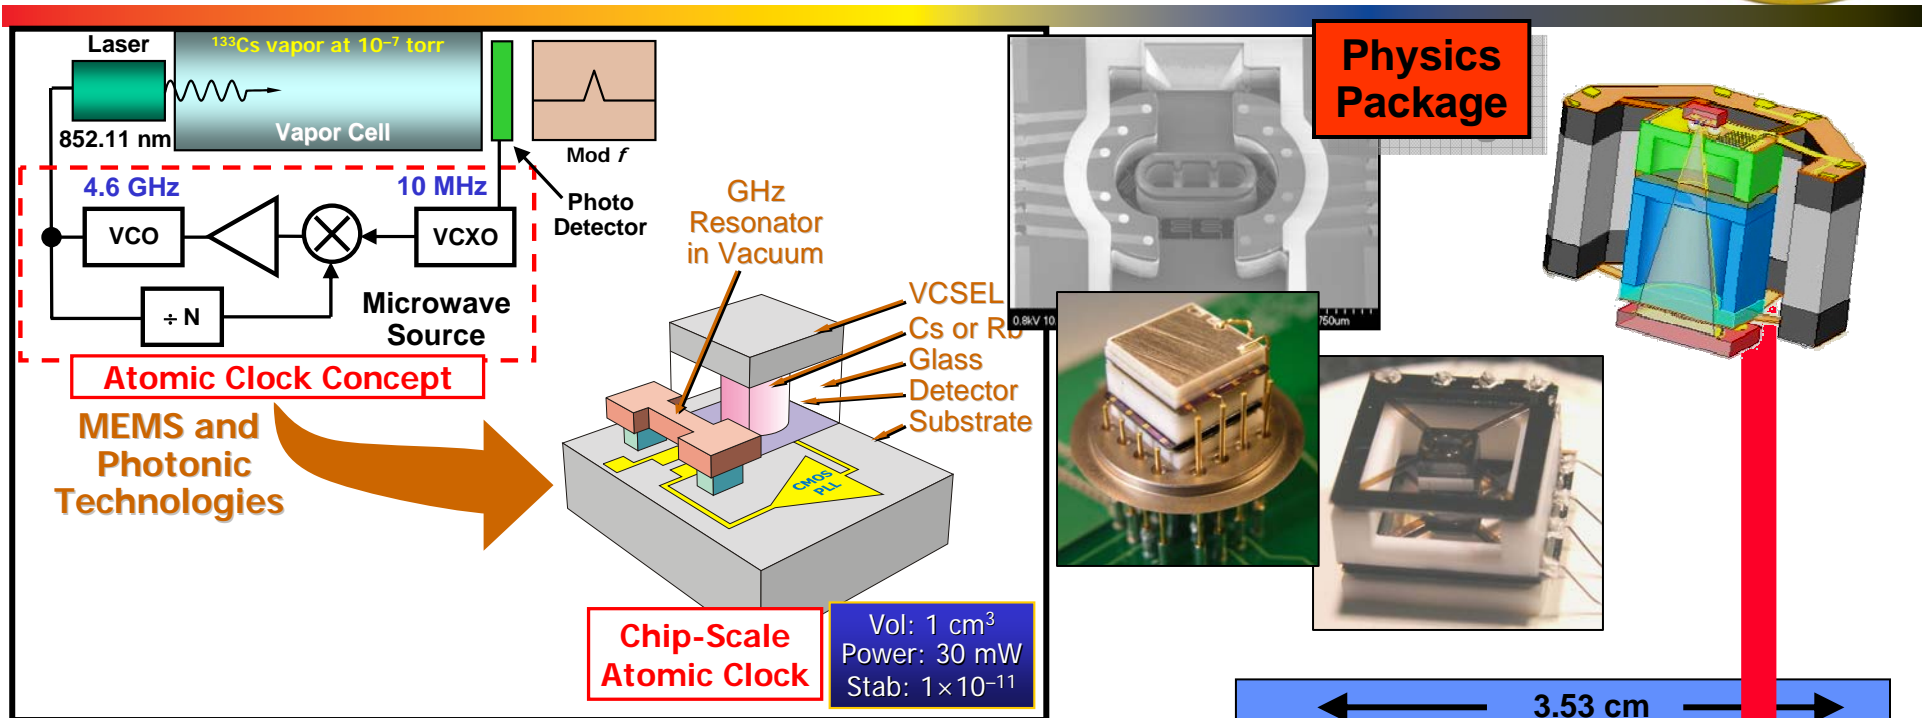 Laser
¹³³Cs vapor at 10⁻⁷ torr
Vapor Cell
852.11 nm
Mod f
Photo
Detector
4.6 GHz
10 MHz
VCO
VCXO
÷ N
Microwave
Source
Atomic Clock Concept
MEMS and
Photonic
Technologies
GHz
Resonator
in Vacuum
VCSEL
Cs or Rb
Glass
Detector
Substrate
CMOS
PLL
Chip-Scale
Atomic Clock
Vol: 1 cm³
Power: 30 mW
Stab: 1×10⁻¹¹
Physics
Package
0.8kV 10.
750um
3.53 cm